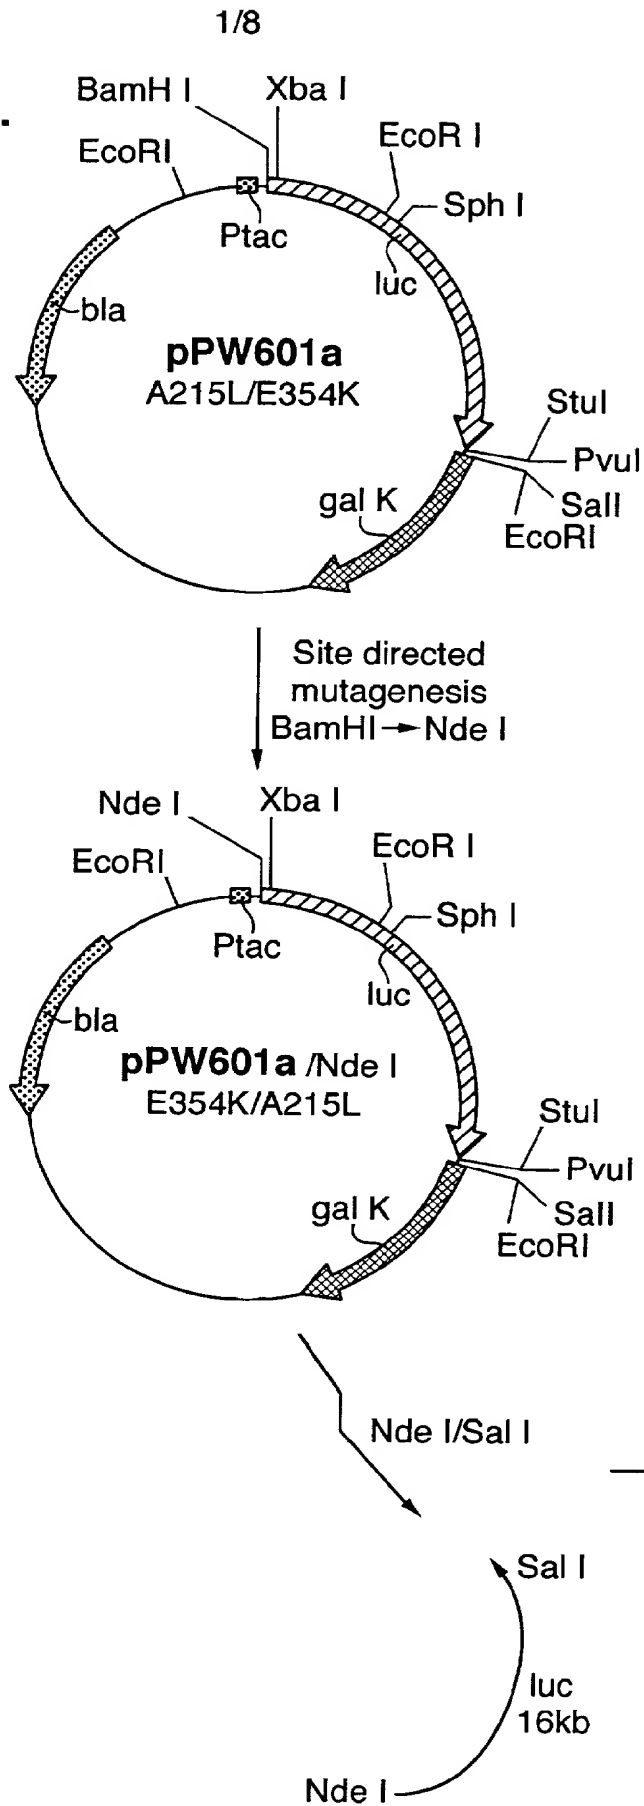 1/8
BamH I
Xba I
EcoRI
EcoR I
Sph I
Ptac
luc
bla
pPW601a
A215L/E354K
StuI
PvuI
SalI
EcoRI
gal K
Site directed
mutagenesis
BamHI→Nde I
Nde I
Xba I
EcoRI
EcoR I
Sph I
Ptac
luc
bla
pPW601a /Nde I
E354K/A215L
StuI
PvuI
SalI
EcoRI
gal K
Nde I/Sal I
Sal I
luc
16kb
Nde I